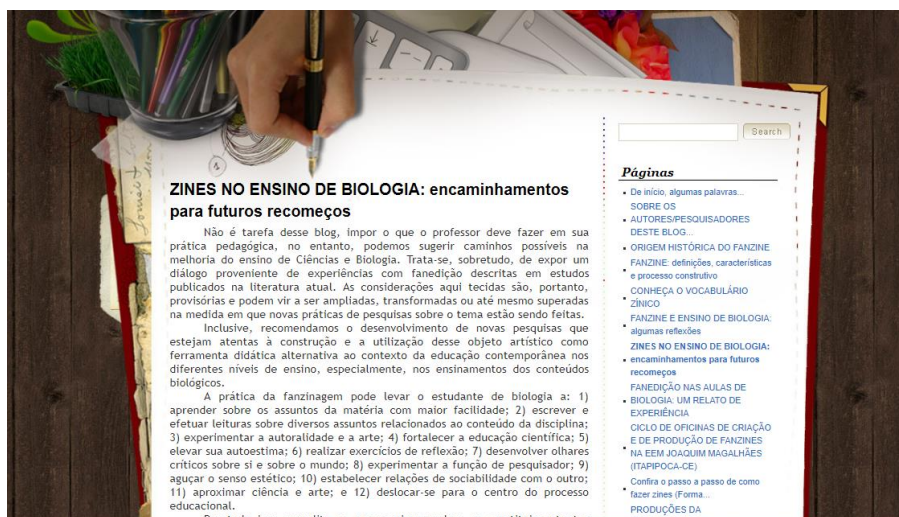 ZINES NO ENSINO DE BIOLOGIA: encaminhamentos
para futuros recomeços
Não é tarefa desse blog, impor o que o professor deve fazer em sua
prática pedagógica, no entanto, podemos sugerir caminhos possíveis na
melhoria do ensino de Ciências e Biologia. Trata-se, sobretudo, de expor um
diálogo proveniente de experiências com fanedição descritas em estudos
publicados na literatura atual. As considerações aqui tecidas são, portanto,
provisórias e podem vir a ser ampliadas, transformadas ou até mesmo superadas
na medida em que novas práticas de pesquisas sobre o tema estão sendo feitas.
Inclusive, recomendamos o desenvolvimento de novas pesquisas que
estejam atentas à construção e a utilização desse objeto artístico como
ferramenta didática alternativa ao contexto da educação contemporânea nos
diferentes níveis de ensino, especialmente, nos ensinamentos dos conteúdos
biológicos.
A prática da fanzinagem pode levar o estudante de biologia a: 1)
aprender sobre os assuntos da matéria com maior facilidade; 2) escrever e
efetuar leituras sobre diversos assuntos relacionados ao conteúdo da disciplina;
3) experimentar a autoralidade e a arte; 4) fortalecer a educação científica; 5)
elevar sua autoestima; 6) realizar exercícios de reflexão; 7) desenvolver olhares
críticos sobre si e sobre o mundo; 8) experimentar a função de pesquisador; 9)
aguçar o senso estético; 10) estabelecer relações de sociabilidade com o outro;
11) aproximar ciência e arte; e 12) deslocar-se para o centro do processo
educacional.
Search
Páginas
De início, algumas palavras...
SOBRE OS
AUTORES/PESQUISADORES
DESTE BLOG...
ORIGEM HISTÓRICA DO FANZINE
FANZINE: definições, características
e processo construtivo
CONHEÇA O VOCABULÁRIO
ZÍNICO
FANZINE E ENSINO DE BIOLOGIA:
algumas reflexões
ZINES NO ENSINO DE BIOLOGIA:
encaminhamentos para futuros
recomeços
FANEDIÇÃO NAS AULAS DE
BIOLOGIA: UM RELATO DE
EXPERIÊNCIA
CICLO DE OFICINAS DE CRIAÇÃO
E DE PRODUÇÃO DE FANZINES
NA EEM JOAQUIM MAGALHÃES
(ITAPIPOCA-CE)
Confira o passo a passo de como
fazer zines (Forma...
PRODUÇÕES DA